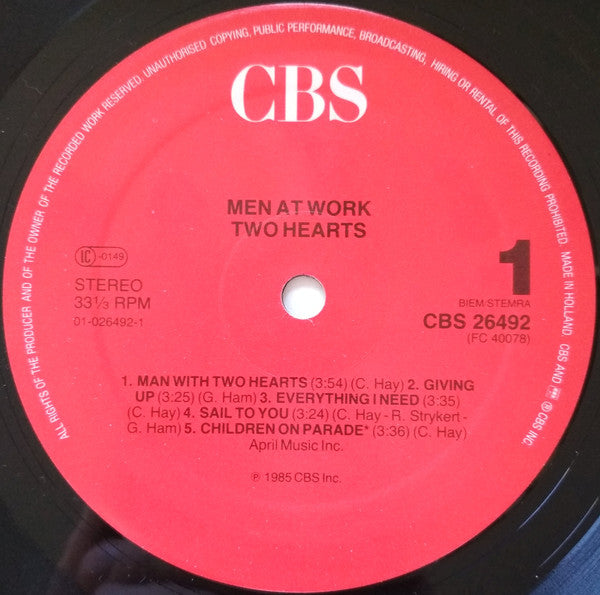 ALL RIGHTS OF THE PRODUCER AND OF THE OWNER OF THE RECORDED WORK RESERVED. UNAUTHORISED COPYING, PUBLIC PERFORMANCE, BROADCASTING, HIRING OR RENTAL OF THIS RECORDING PROHIBITED. MADE IN HOLLAND CBS AND ℗ CBS INC.
CBS
MEN AT WORK
TWO HEARTS
IC -0149
STEREO
33⅓ RPM
01-026492-1
1
BIEM/STEMRA
CBS 26492
(FC 40078)
1. MAN WITH TWO HEARTS (3:54) (C. Hay) 2. GIVING
UP (3:25) (G. Ham) 3. EVERYTHING I NEED (3:35)
(C. Hay) 4. SAIL TO YOU (3:24) (C. Hay - R. Strykert -
G. Ham) 5. CHILDREN ON PARADE* (3:36) (C. Hay)
April Music Inc.
℗ 1985 CBS Inc.